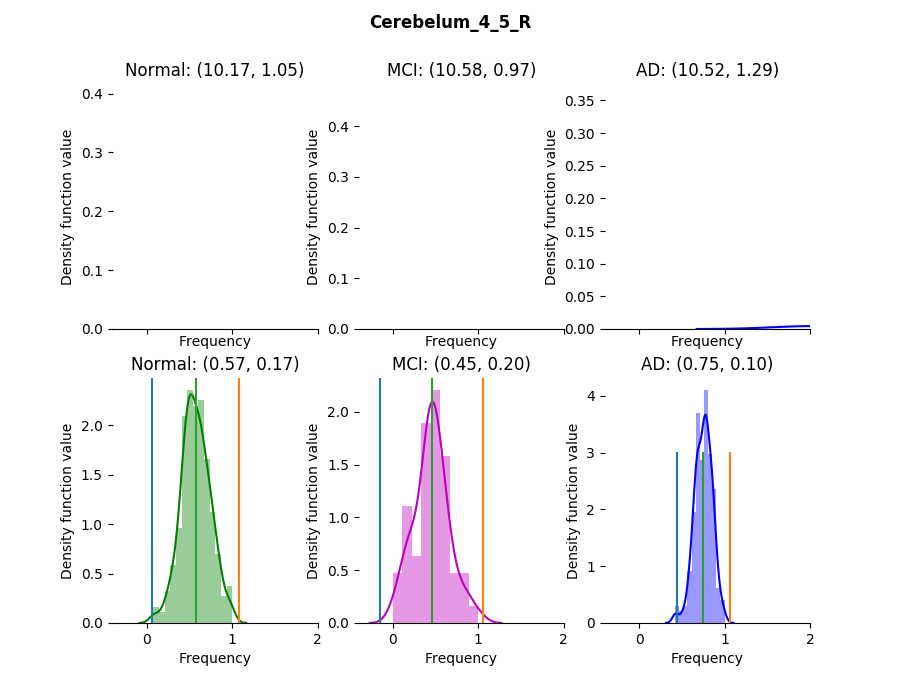 Cerebelum_4_5_R
Normal: (10.17, 1.05)
MCI: (10.58, 0.97)
AD: (10.52, 1.29)
Density function value
0.4
0.3
0.2
0.1
0.0
Frequency
Density function value
0.4
0.3
0.2
0.1
0.0
Frequency
Density function value
0.35
0.30
0.25
0.20
0.15
0.10
0.05
0.00
Frequency
Normal: (0.57, 0.17)
MCI: (0.45, 0.20)
AD: (0.75, 0.10)
Density function value
2.0
1.5
1.0
0.5
0.0
0 1 2
Frequency
Density function value
2.0
1.5
1.0
0.5
0.0
0 1 2
Frequency
Density function value
4
3
2
1
0
0 1 2
Frequency